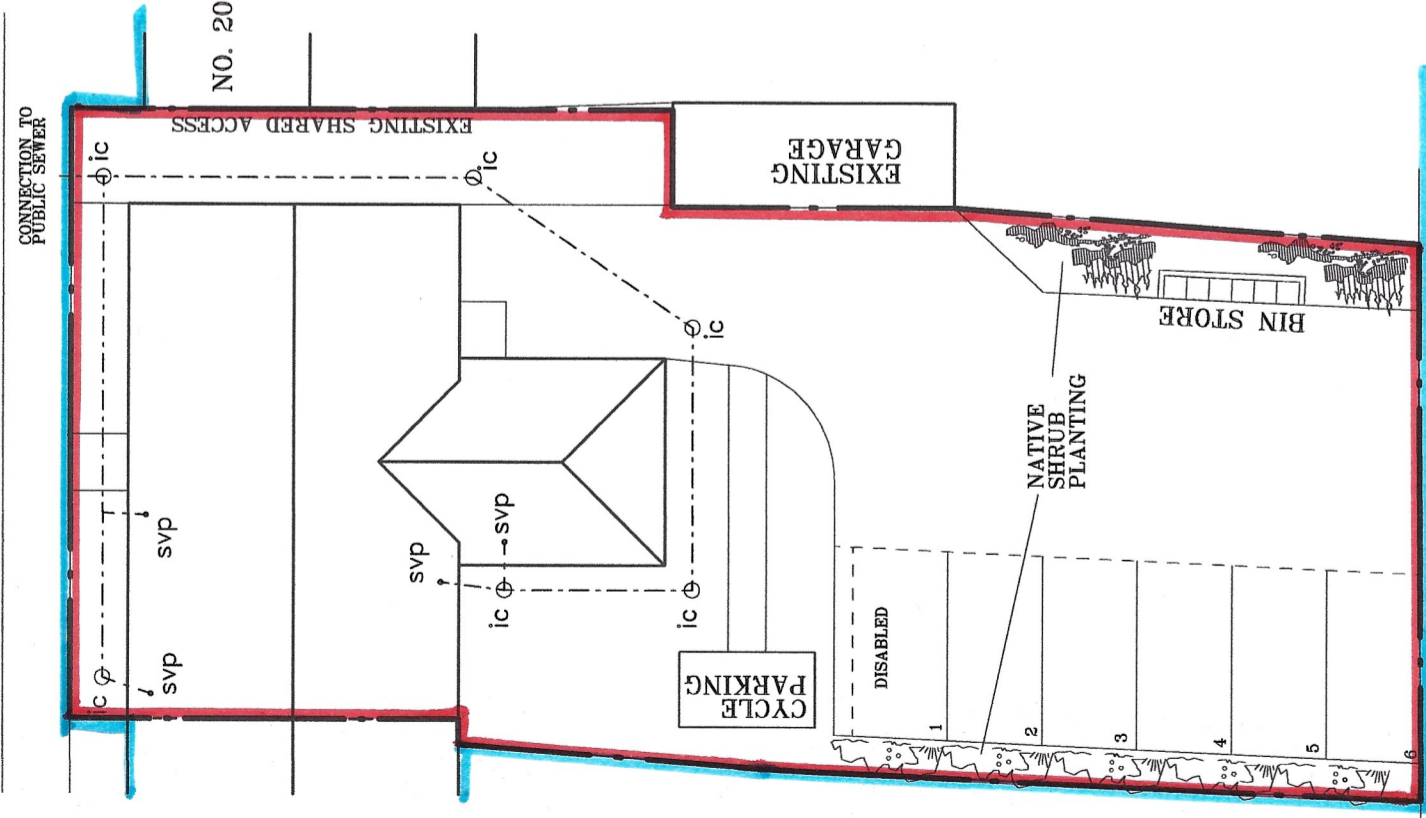 CONNECTION TO
PUBLIC SEWER
NO. 20
EXISTING SHARED ACCESS
ic
ic
EXISTING
GARAGE
ic
svp
svp
svp
svp
ic
ic
ic
BIN STORE
NATIVE
SHRUB
PLANTING
CYCLE
PARKING
DISABLED
1
2
3
4
5
6